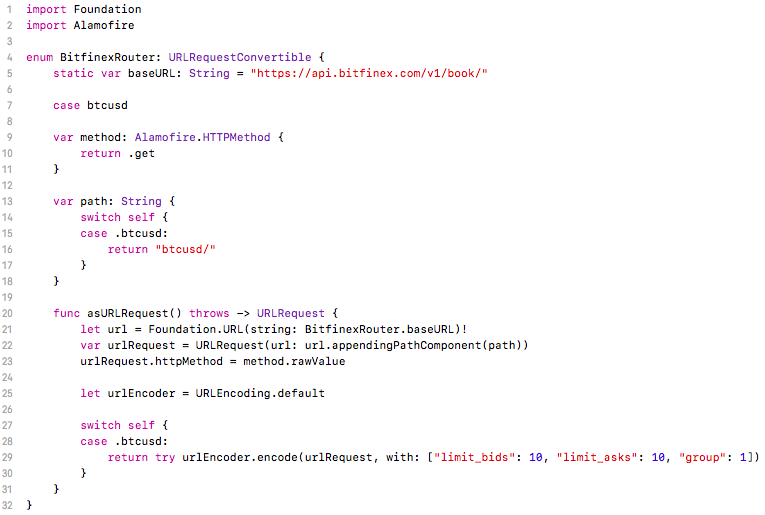 1 import Foundation
2 import Alamofire
3
4 enum BitfinexRouter: URLRequestConvertible {
5     static var baseURL: String = "https://api.bitfinex.com/v1/book/"
6
7     case btcusd
8
9     var method: Alamofire.HTTPMethod {
10         return .get
11     }
12
13     var path: String {
14         switch self {
15         case .btcusd:
16             return "btcusd/"
17         }
18     }
19
20     func asURLRequest() throws -> URLRequest {
21         let url = Foundation.URL(string: BitfinexRouter.baseURL)!
22         var urlRequest = URLRequest(url: url.appendingPathComponent(path))
23         urlRequest.httpMethod = method.rawValue
24
25         let urlEncoder = URLEncoding.default
26
27         switch self {
28         case .btcusd:
29             return try urlEncoder.encode(urlRequest, with: ["limit_bids": 10, "limit_asks": 10, "group": 1])
30         }
31     }
32 }